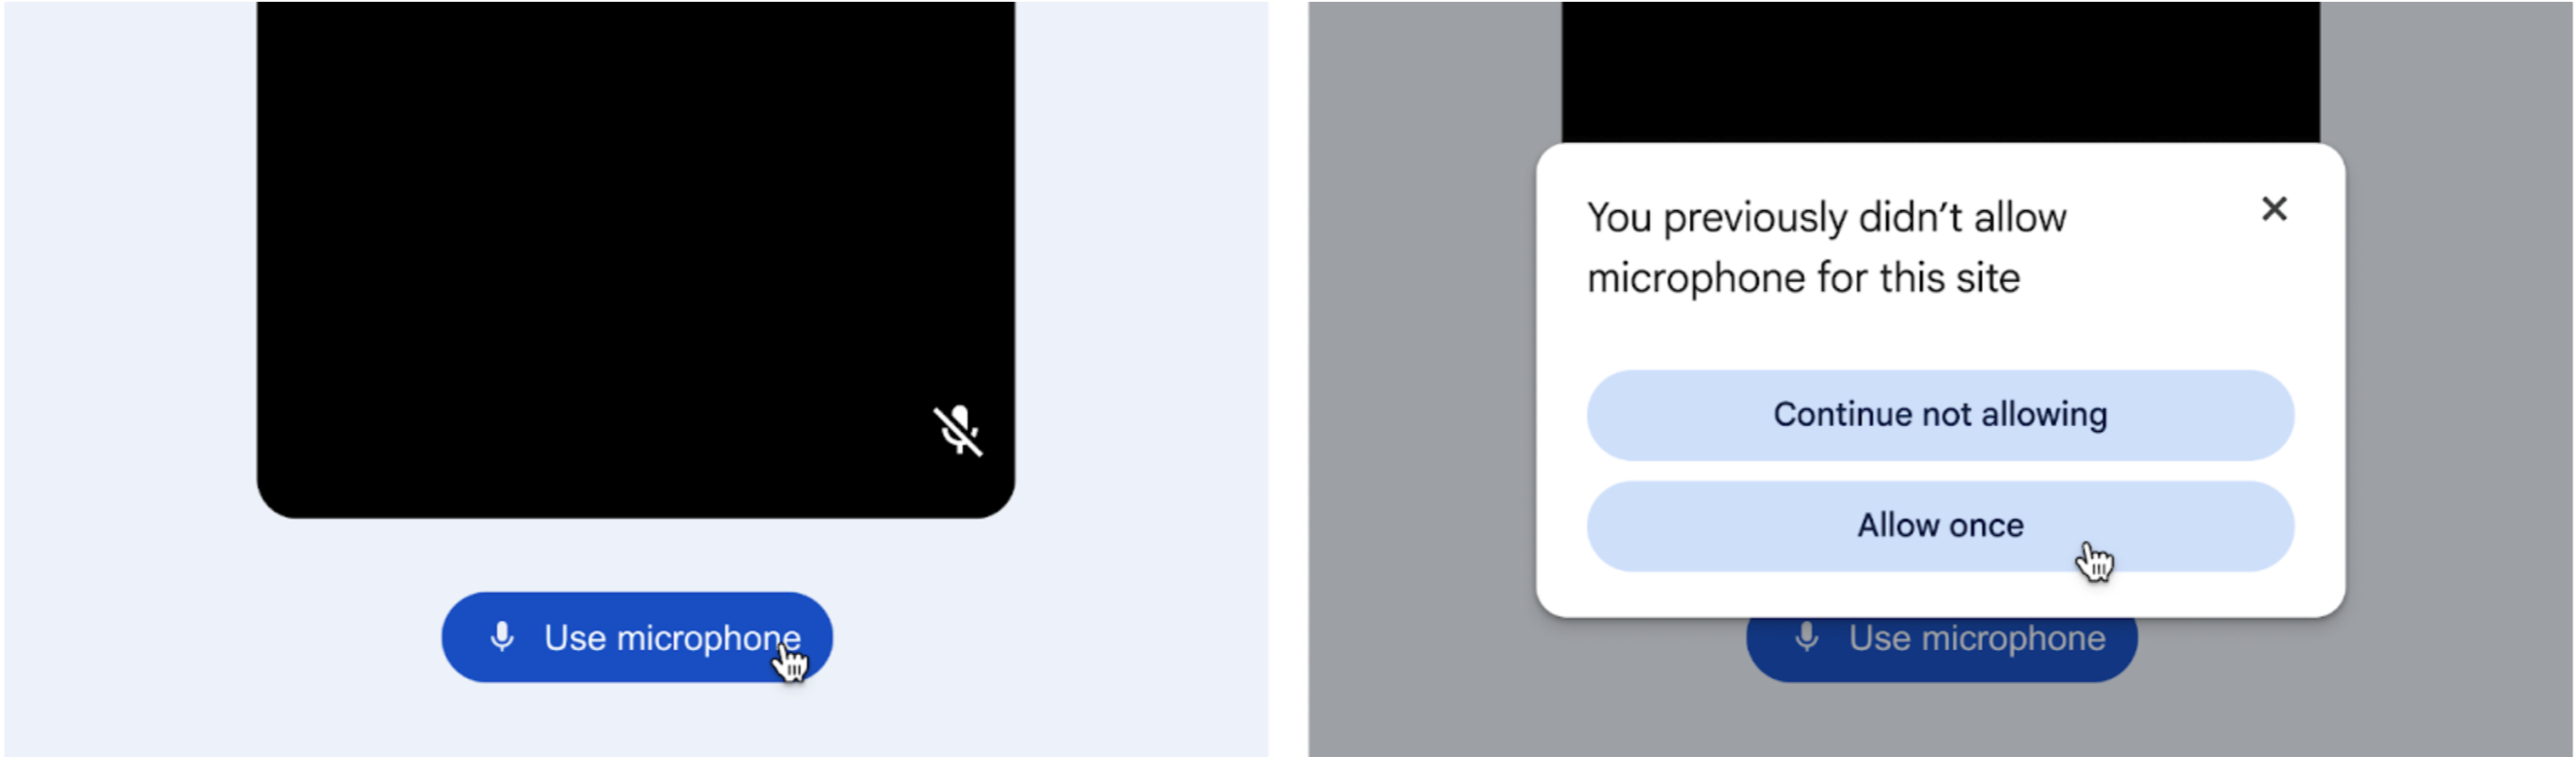 Use microphone
You previously didn’t allow
microphone for this site
Continue not allowing
Allow once
Use microphone